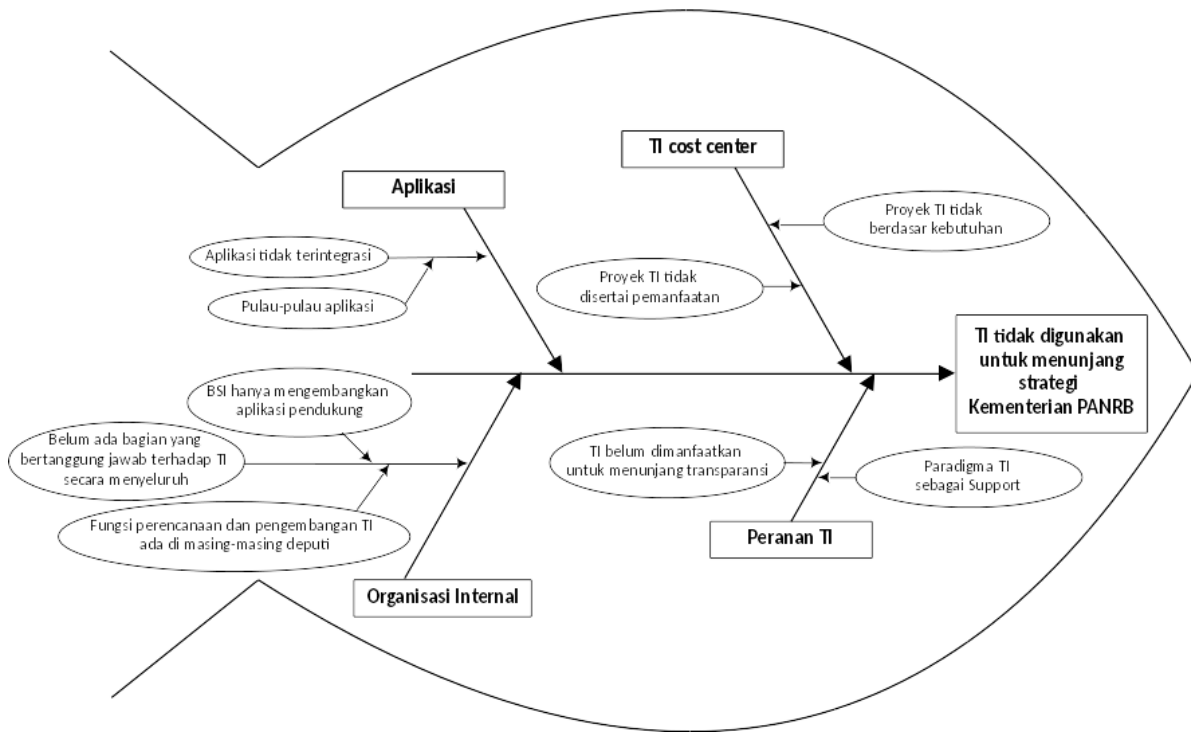 TI cost center
Aplikasi
Proyek TI tidak
berdasar kebutuhan
Aplikasi tidak terintegrasi
Proyek TI tidak
disertai pemanfaatan
Pulau-pulau aplikasi
TI tidak digunakan
untuk menunjang
strategi
Kementerian PANRB
BSI hanya mengembangkan
aplikasi pendukung
Belum ada bagian yang
bertanggung jawab terhadap TI
secara menyeluruh
TI belum dimanfaatkan
untuk menunjang transparansi
Paradigma TI
sebagai Support
Fungsi perencanaan dan pengembangan TI
ada di masing-masing deputi
Peranan TI
Organisasi Internal